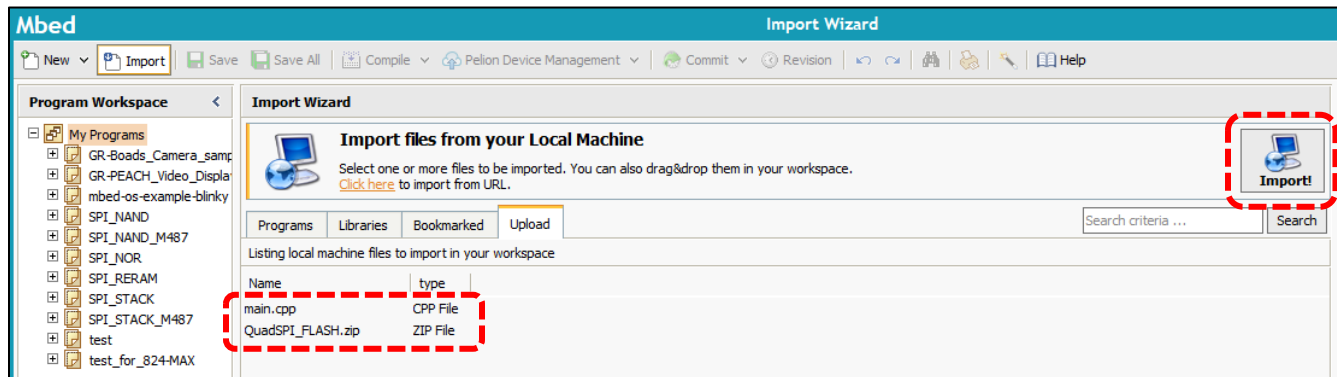 Mbed
Import Wizard
New Import Save Save All Compile Pelion Device Management Commit Revision Help
Program Workspace <
Import Wizard
My Programs
GR-Boads_Camera_samp
GR-PEACH_Video_Displa
mbed-os-example-blinky
SPI_NAND
SPI_NAND_M487
SPI_NOR
SPI_RERAM
SPI_STACK
SPI_STACK_M487
test
test_for_824-MAX
Import files from your Local Machine
Select one or more files to be imported. You can also drag&drop them in your workspace.
Click here to import from URL.
Import!
Programs Libraries Bookmarked Upload
Search criteria ... Search
Listing local machine files to import in your workspace
Name type
main.cpp CPP File
QuadSPI_FLASH.zip ZIP File